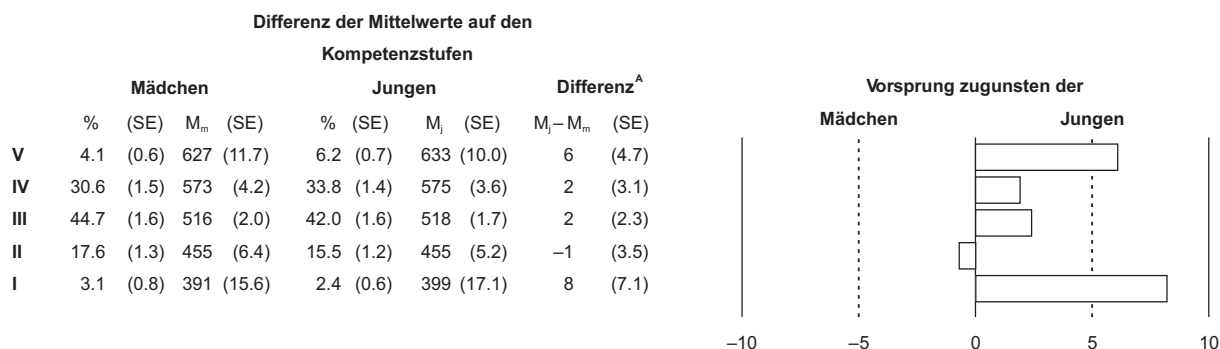 Differenz der Mittelwerte auf den
Kompetenzstufen
Mädchen Jungen Differenz^A
% (SE) M_m (SE) % (SE) M_j (SE) M_j – M_m (SE)
V 4.1 (0.6) 627 (11.7) 6.2 (0.7) 633 (10.0) 6 (4.7)
IV 30.6 (1.5) 573 (4.2) 33.8 (1.4) 575 (3.6) 2 (3.1)
III 44.7 (1.6) 516 (2.0) 42.0 (1.6) 518 (1.7) 2 (2.3)
II 17.6 (1.3) 455 (6.4) 15.5 (1.2) 455 (5.2) –1 (3.5)
I 3.1 (0.8) 391 (15.6) 2.4 (0.6) 399 (17.1) 8 (7.1)
Vorsprung zugunsten der
Mädchen Jungen
–10 –5 0 5 10